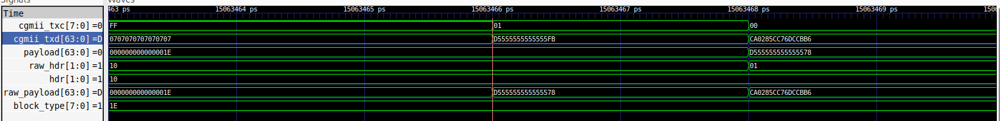 Signals Waves
Time 463 ps 15063464 ps 15063465 ps 15063466 ps 15063467 ps 15063468 ps 15063469 ps 1506
cgmii_txc[7:0]=0 FF 01 00
cgmii_txd[63:0]=D 0707070707070707 D5555555555555FB CA0285CC76DCCBB6
payload[63:0]=0 000000000000001E D555555555555578
raw_hdr[1:0]=1 10 01
hdr[1:0]=1 10
raw_payload[63:0]=D 000000000000001E D555555555555578 CA0285CC76DCCBB6
block_type[7:0]=1 1E